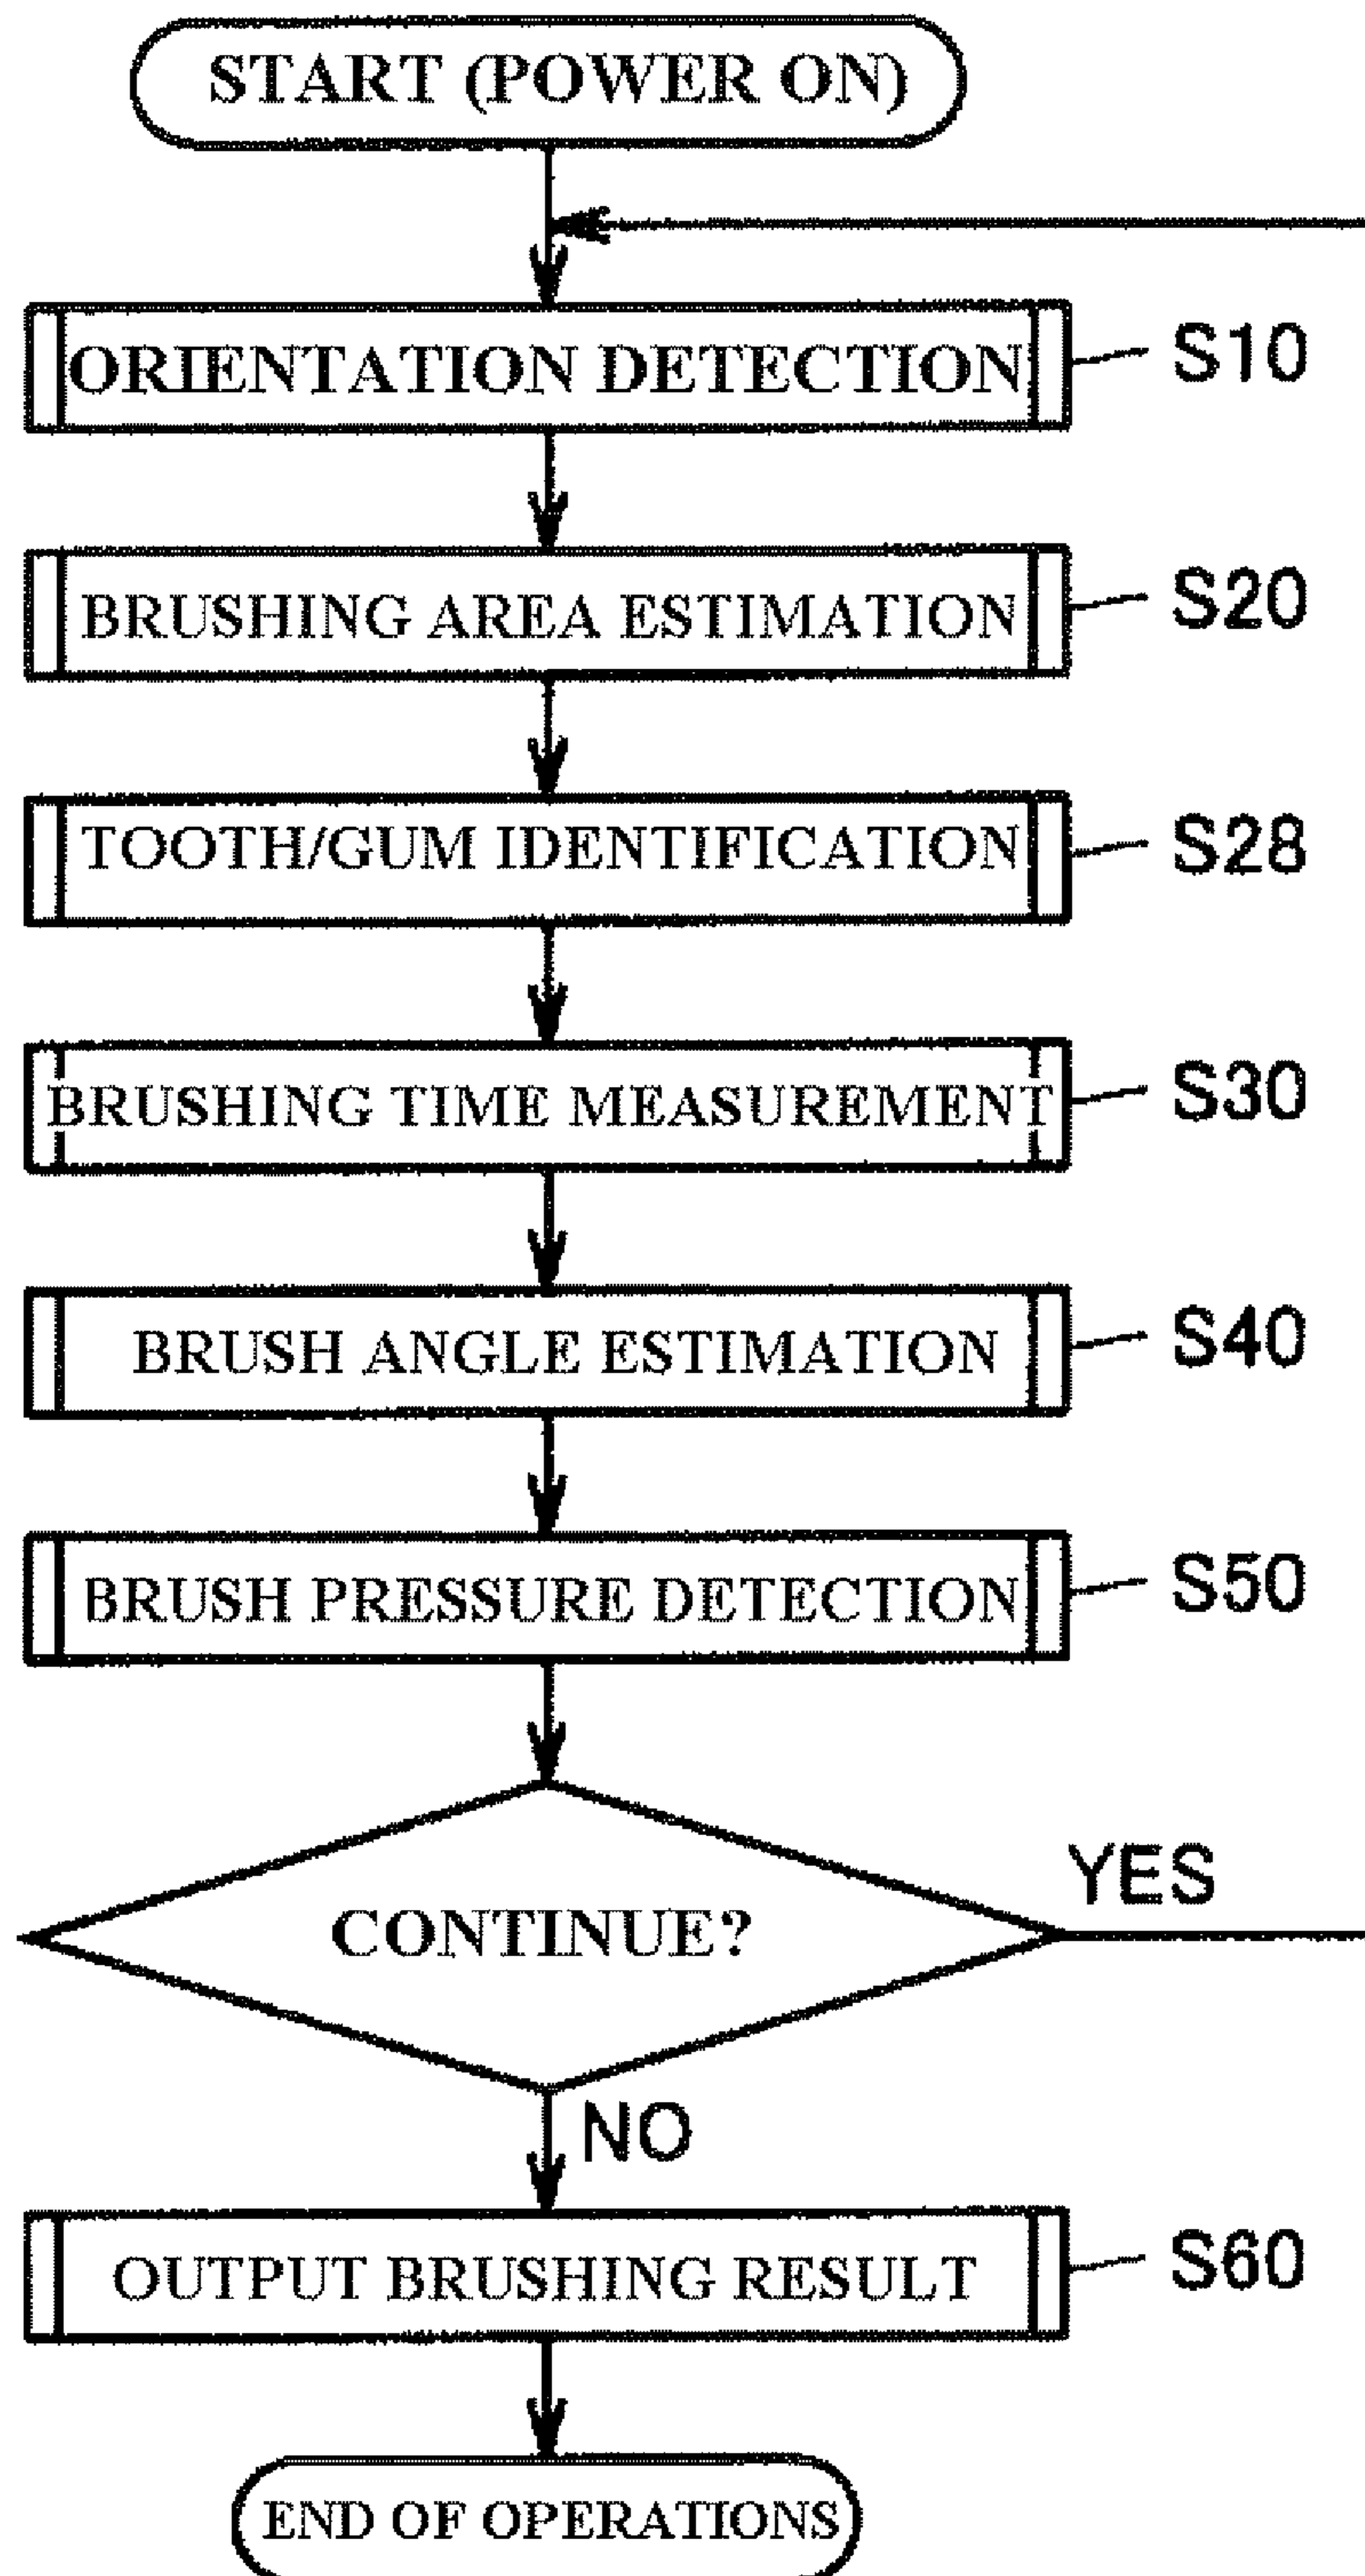 START (POWER ON)
ORIENTATION DETECTION
S10
BRUSHING AREA ESTIMATION
S20
TOOTH/GUM IDENTIFICATION
S28
BRUSHING TIME MEASUREMENT
S30
BRUSH ANGLE ESTIMATION
S40
BRUSH PRESSURE DETECTION
S50
YES
CONTINUE?
NO
OUTPUT BRUSHING RESULT
S60
END OF OPERATIONS